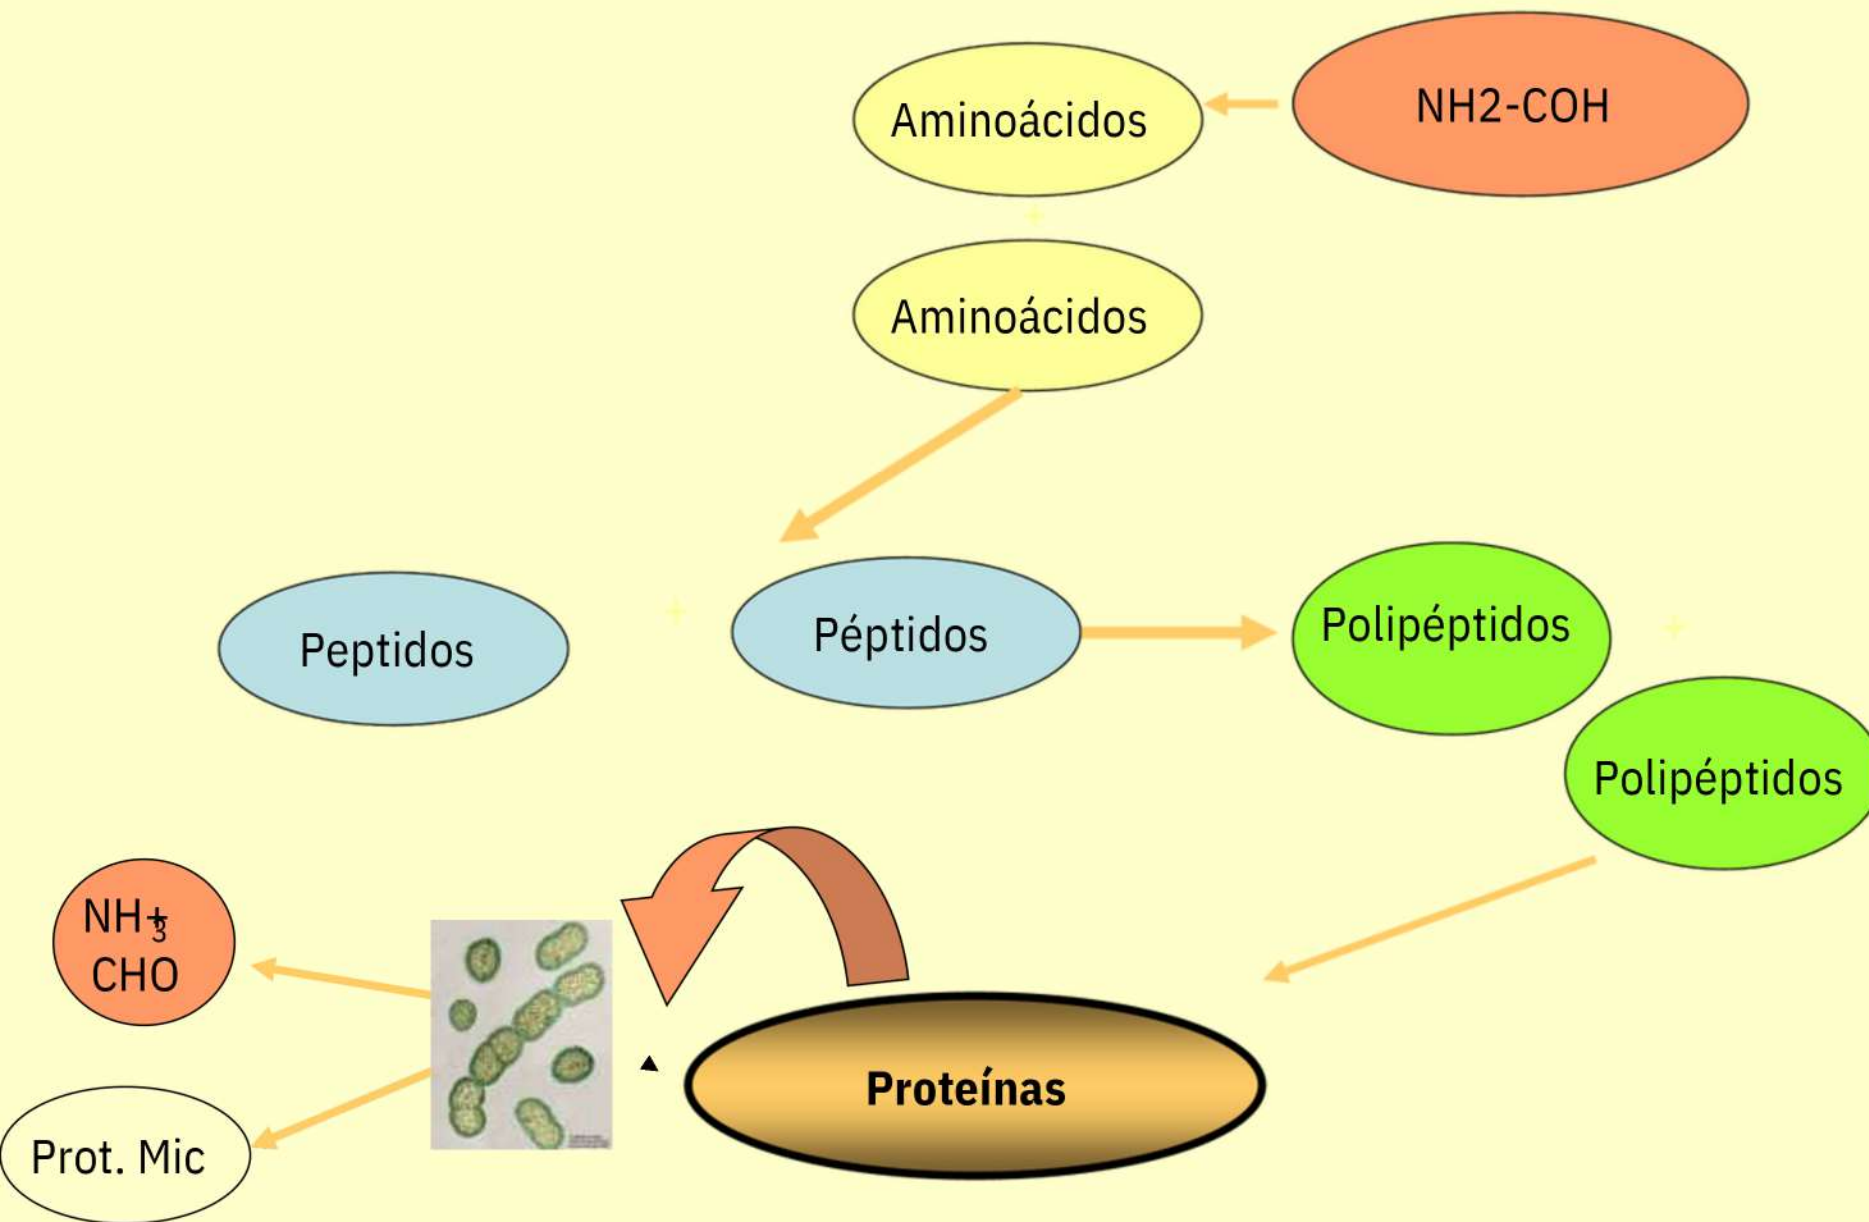 NH2-COH
Aminoácidos
+
Aminoácidos
Peptidos
+
Péptidos
Polipéptidos
+
Polipéptidos
NH3+
CHO
Prot. Mic
Proteínas